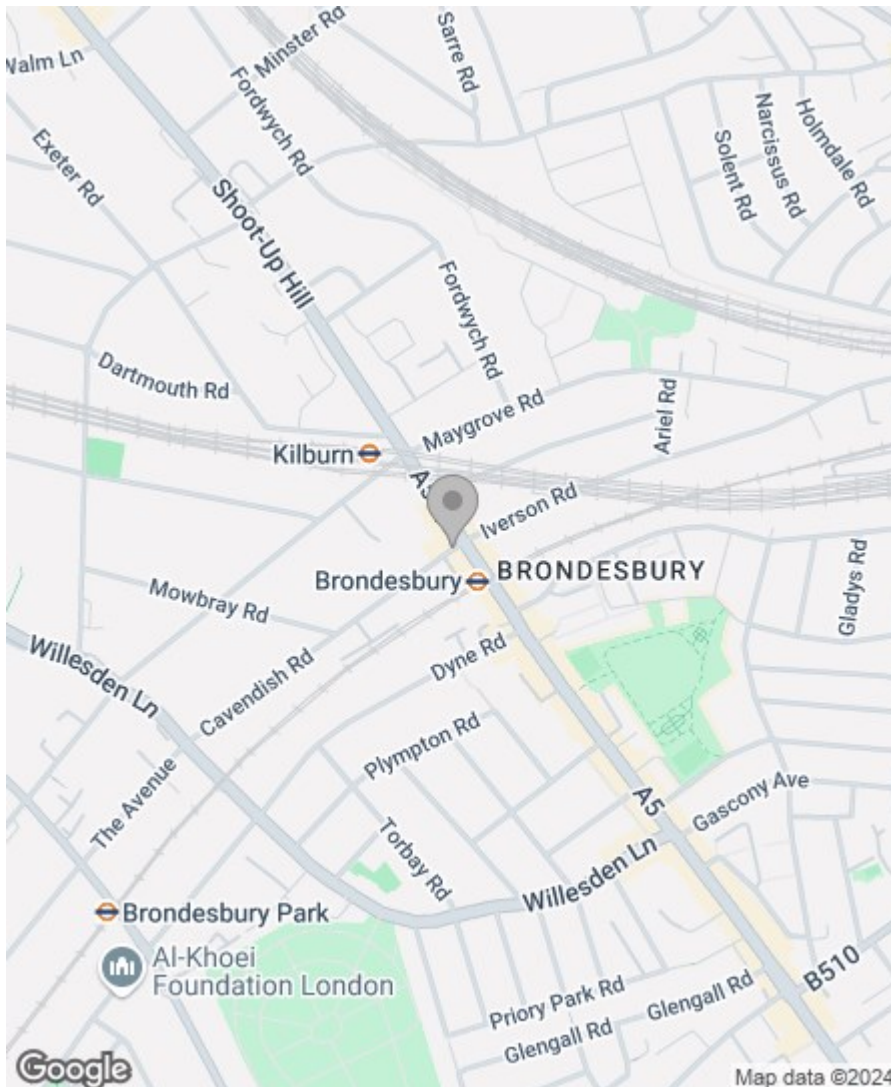 Walm Ln
Minster Rd
Sarre Rd
Fordwych Rd
Exeter Rd
Narcissus Rd
Holmdale Rd
Solent Rd
Shoot-Up Hill
Fordwych Rd
Dartmouth Rd
Maygrove Rd
Ariel Rd
Kilburn
Iverson Rd
Brondesbury
BRONDESBURY
Gladys Rd
Mowbray Rd
Willesden Ln
Cavendish Rd
Dyne Rd
Plympton Rd
The Avenue
A5
Gascony Ave
Torbay Rd
Willesden Ln
Brondesbury Park
Al-Khoei
Foundation London
Priory Park Rd
Glengall Rd
Glengall Rd
B510
Google
Map data ©2024